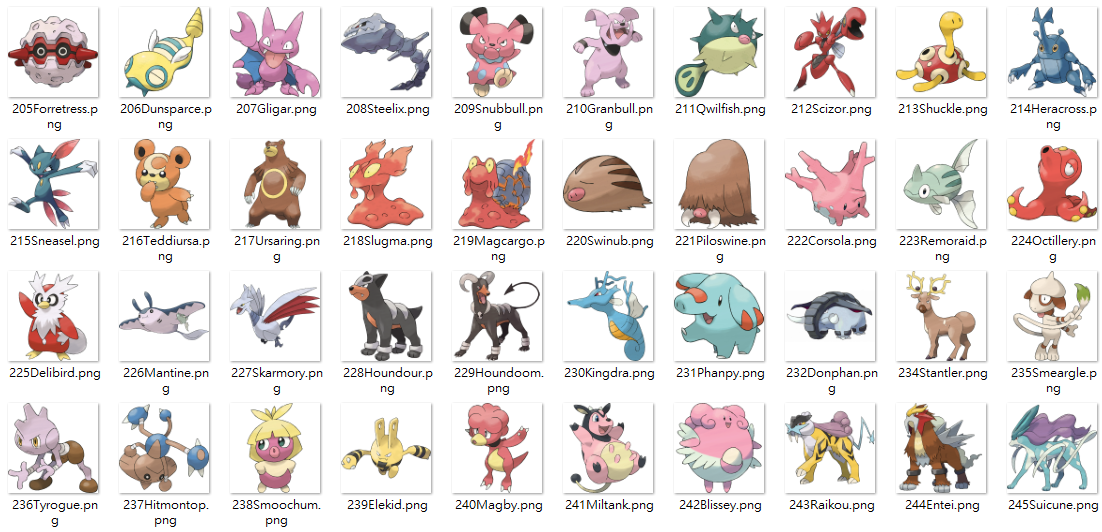 205Forretress.p
ng
206Dunsparce.p
ng
207Gligar.png
208Steelix.png
209Snubbull.pn
g
210Granbull.pn
g
211Qwilfish.png
212Scizor.png
213Shuckle.png
214Heracross.p
ng
215Sneasel.png
216Teddiursa.p
ng
217Ursaring.pn
g
218Slugma.png
219Magcargo.p
ng
220Swinub.png
221Piloswine.pn
g
222Corsola.png
223Remoraid.p
ng
224Octillery.pn
g
225Delibird.png
226Mantine.pn
g
227Skarmory.pn
g
228Houndour.p
ng
229Houndoom.
png
230Kingdra.png
231Phanpy.png
232Donphan.pn
g
234Stantler.png
235Smeargle.p
ng
236Tyrogue.pn
g
237Hitmontop.
png
238Smoochum.
png
239Elekid.png
240Magby.png
241Miltank.png
242Blissey.png
243Raikou.png
244Entei.png
245Suicune.png